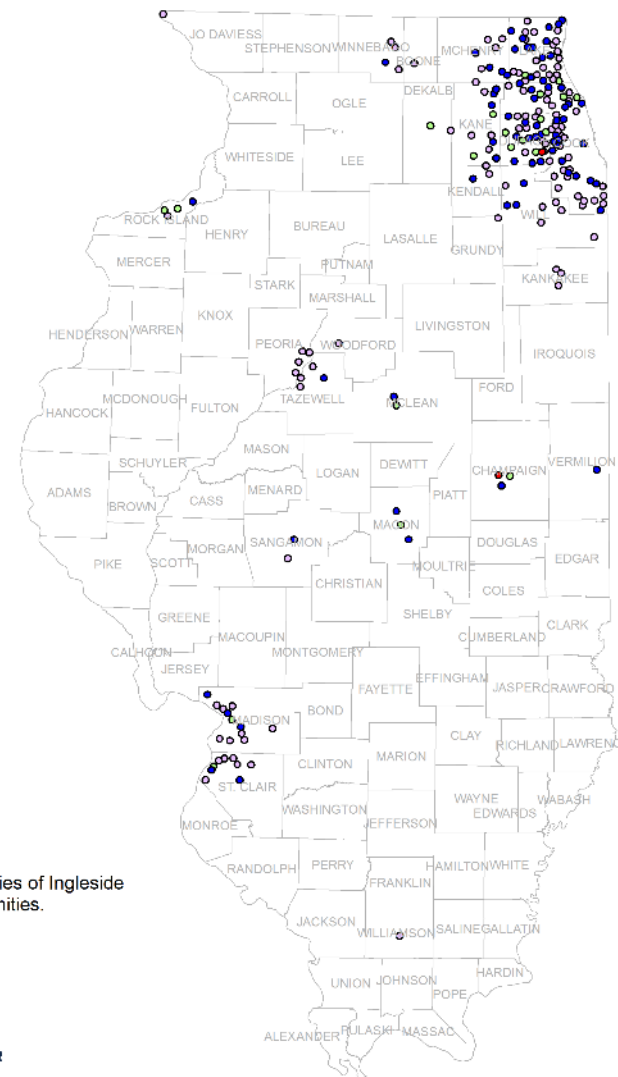 JO DAVIESS
STEPHENSON
WINNEBAGO
BOONE
MCHENRY
LAKE
CARROLL
OGLE
DEKALB
KANE
COOK
WHITESIDE
LEE
KENDALL
WILL
ROCK ISLAND
HENRY
BUREAU
LASALLE
GRUNDY
MERCER
PUTNAM
KANKAKEE
STARK
MARSHALL
KNOX
LIVINGSTON
HENDERSON
WARREN
PEORIA
WOODFORD
IROQUOIS
HANCOCK
MCDONOUGH
FULTON
TAZEWELL
MCLEAN
FORD
MASON
SCHUYLER
LOGAN
DEWITT
CHAMPAIGN
VERMILION
ADAMS
BROWN
CASS
MENARD
PIATT
MACON
MORGAN
SANGAMON
DOUGLAS
PIKE
SCOTT
MOULTRIE
EDGAR
CHRISTIAN
COLES
GREENE
SHELBY
MACOUPIN
CUMBERLAND
CLARK
CALHOUN
MONTGOMERY
JERSEY
EFFINGHAM
FAYETTE
JASPER
CRAWFORD
MADISON
BOND
CLAY
RICHLAND
LAWREN
MARION
CLINTON
ST. CLAIR
WAYNE
WABASH
WASHINGTON
EDWARDS
MONROE
JEFFERSON
RANDOLPH
PERRY
HAMILTON
WHITE
ies of Ingleside
FRANKLIN
nities.
JACKSON
WILLIAMSON
SALINE
GALLATIN
HARDIN
UNION
JOHNSON
POPE
ALEXANDER
PULASKI
MASSAC